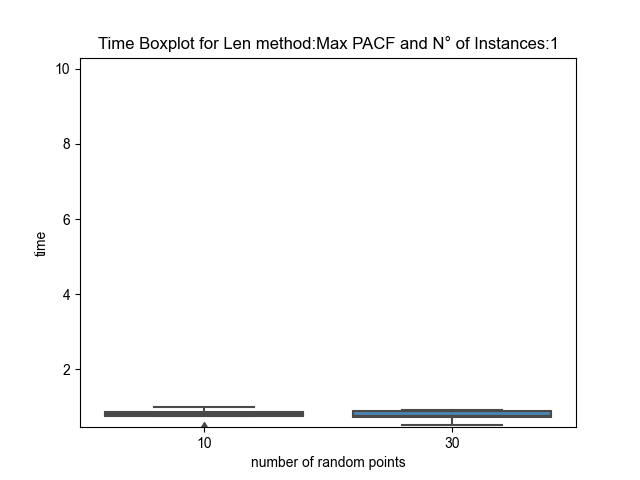 Time Boxplot for Len method:Max PACF and N° of Instances:1
10
8
6
4
2
time
10 30
number of random points